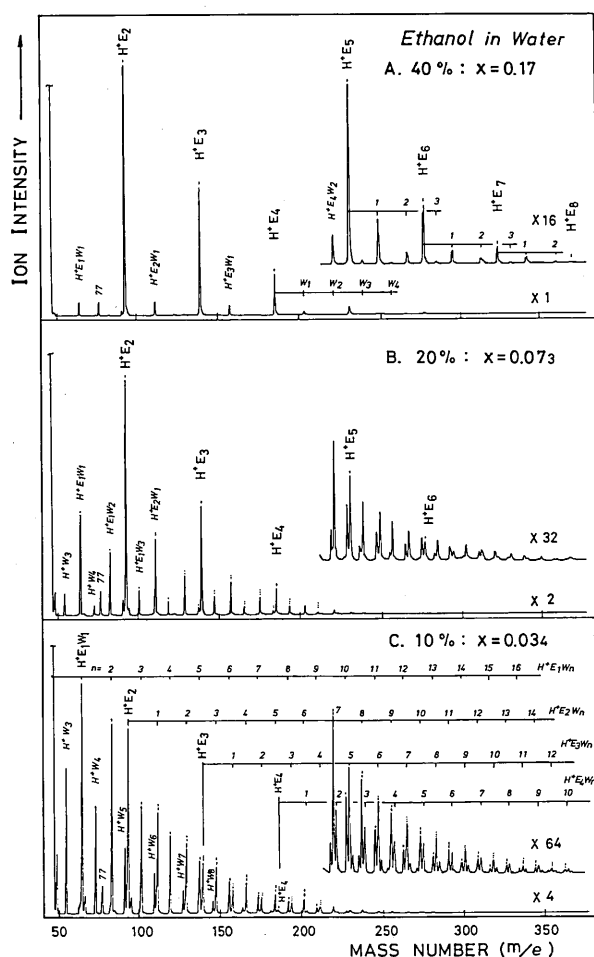 Ethanol in Water
A. 40 % : X = 0.17
ION INTENSITY
H⁺E₂
H⁺E₃
H⁺E₄
H⁺E₅
H⁺E₆
H⁺E₇
H⁺E₈
H⁺E₁W₁
77
H⁺E₂W₁
H⁺E₃W₁
H⁺E₄W₂
1 2 3
1 2 3
1 2
W₁ W₂ W₃ W₄
X 16
X 1
B. 20 % : X = 0.073
H⁺E₂
H⁺E₃
H⁺E₄
H⁺E₅
H⁺E₆
H⁺W₃
H⁺E₁W₁
H⁺W₄
77
H⁺E₁W₂
H⁺E₁W₃
H⁺E₂W₁
X 32
X 2
C. 10 % : X = 0.034
H⁺E₁W₁
n= 2 3 4 5 6 7 8 9 10 11 12 13 14 15 16 H⁺E₁Wn
H⁺E₂ 1 2 3 4 5 6 7 8 9 10 11 12 13 14 H⁺E₂Wn
H⁺E₃ 1 2 3 4 5 6 7 8 9 10 11 12 H⁺E₃Wn
H⁺E₄ 1 2 3 4 5 6 7 8 9 10 H⁺E₄Wn
H⁺W₃
H⁺W₄
77
H⁺W₅
H⁺W₆
H⁺W₇
H⁺W₈
H⁺E₄
X 64
X 4
50 100 150 200 250 300 350
MASS NUMBER (m/e)